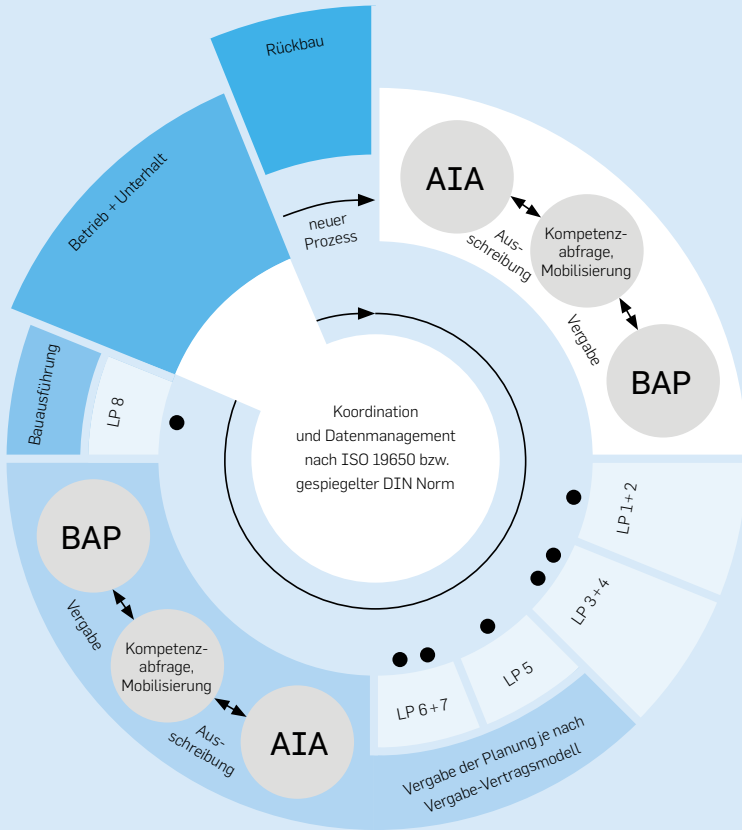 Rückbau
Betrieb + Unterhalt
neuer
Prozess
AIA
Aus-
schreibung
Kompetenz-
abfrage,
Mobilisierung
Vergabe
BAP
Bauausführung
LP 8
Koordination
und Datenmanagement
nach ISO 19650 bzw.
gespiegelter DIN Norm
LP 1+2
LP 3+4
LP 5
LP 6+7
Vergabe der Planung je nach
Vergabe-Vertragsmodell
BAP
Vergabe
Kompetenz-
abfrage,
Mobilisierung
Aus-
schreibung
AIA